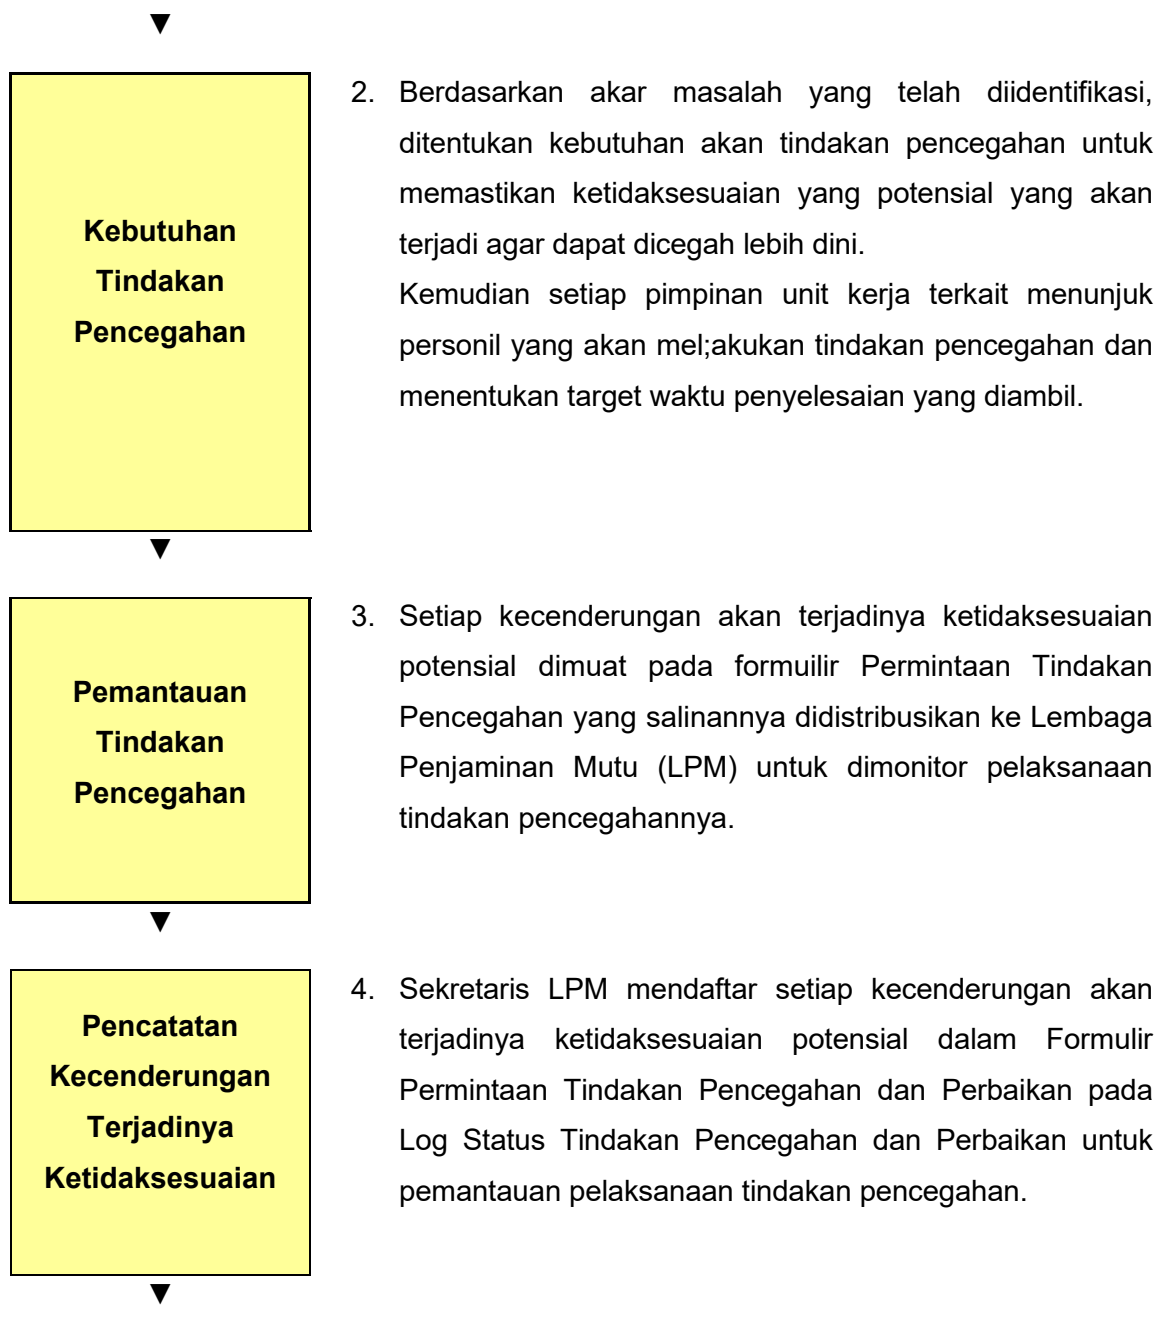 ▼
Kebutuhan
Tindakan
Pencegahan
2. Berdasarkan akar masalah yang telah diidentifikasi,
ditentukan kebutuhan akan tindakan pencegahan untuk
memastikan ketidaksesuaian yang potensial yang akan
terjadi agar dapat dicegah lebih dini.
Kemudian setiap pimpinan unit kerja terkait menunjuk
personil yang akan mel;akukan tindakan pencegahan dan
menentukan target waktu penyelesaian yang diambil.
▼
Pemantauan
Tindakan
Pencegahan
3. Setiap kecenderungan akan terjadinya ketidaksesuaian
potensial dimuat pada formuilir Permintaan Tindakan
Pencegahan yang salinannya didistribusikan ke Lembaga
Penjaminan Mutu (LPM) untuk dimonitor pelaksanaan
tindakan pencegahannya.
▼
Pencatatan
Kecenderungan
Terjadinya
Ketidaksesuaian
4. Sekretaris LPM mendaftar setiap kecenderungan akan
terjadinya ketidaksesuaian potensial dalam Formulir
Permintaan Tindakan Pencegahan dan Perbaikan pada
Log Status Tindakan Pencegahan dan Perbaikan untuk
pemantauan pelaksanaan tindakan pencegahan.
▼